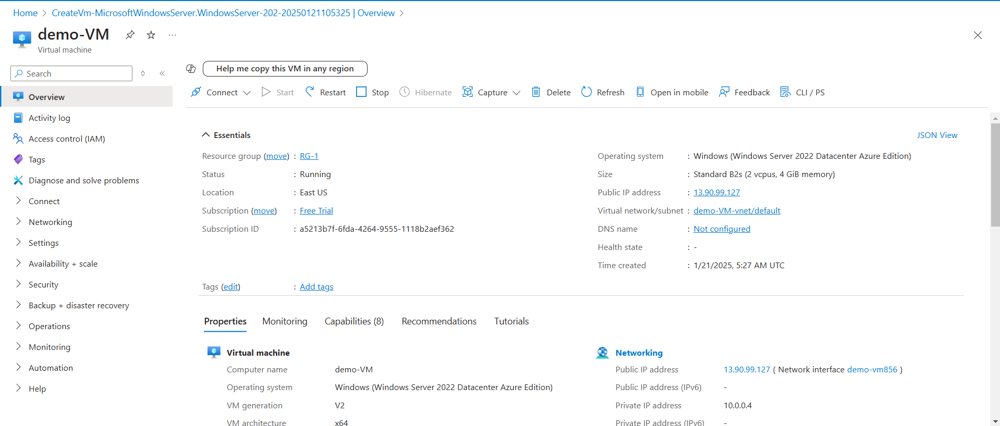 Home > CreateVm-MicrosoftWindowsServer.WindowsServer-202-20250121105325 | Overview >
demo-VM
Virtual machine
Search
Overview
Activity log
Access control (IAM)
Tags
Diagnose and solve problems
Connect
Networking
Settings
Availability + scale
Security
Backup + disaster recovery
Operations
Monitoring
Automation
Help
Help me copy this VM in any region
Connect Start Restart Stop Hibernate Capture Delete Refresh Open in mobile Feedback CLI / PS
Essentials
JSON View
Resource group (move) : RG-1
Status : Running
Location : East US
Subscription (move) : Free Trial
Subscription ID : a5213b7f-6fda-4264-9555-1118b2aef362
Operating system : Windows (Windows Server 2022 Datacenter Azure Edition)
Size : Standard B2s (2 vcpus, 4 GiB memory)
Public IP address : 13.90.99.127
Virtual network/subnet : demo-VM-vnet/default
DNS name : Not configured
Health state : -
Time created : 1/21/2025, 5:27 AM UTC
Tags (edit) : Add tags
Properties Monitoring Capabilities (8) Recommendations Tutorials
Virtual machine
Computer name demo-VM
Operating system Windows (Windows Server 2022 Datacenter Azure Edition)
VM generation V2
VM architecture x64
Networking
Public IP address 13.90.99.127 ( Network interface demo-vm856 )
Public IP address (IPv6) -
Private IP address 10.0.0.4
Private IP address (IPv6) -